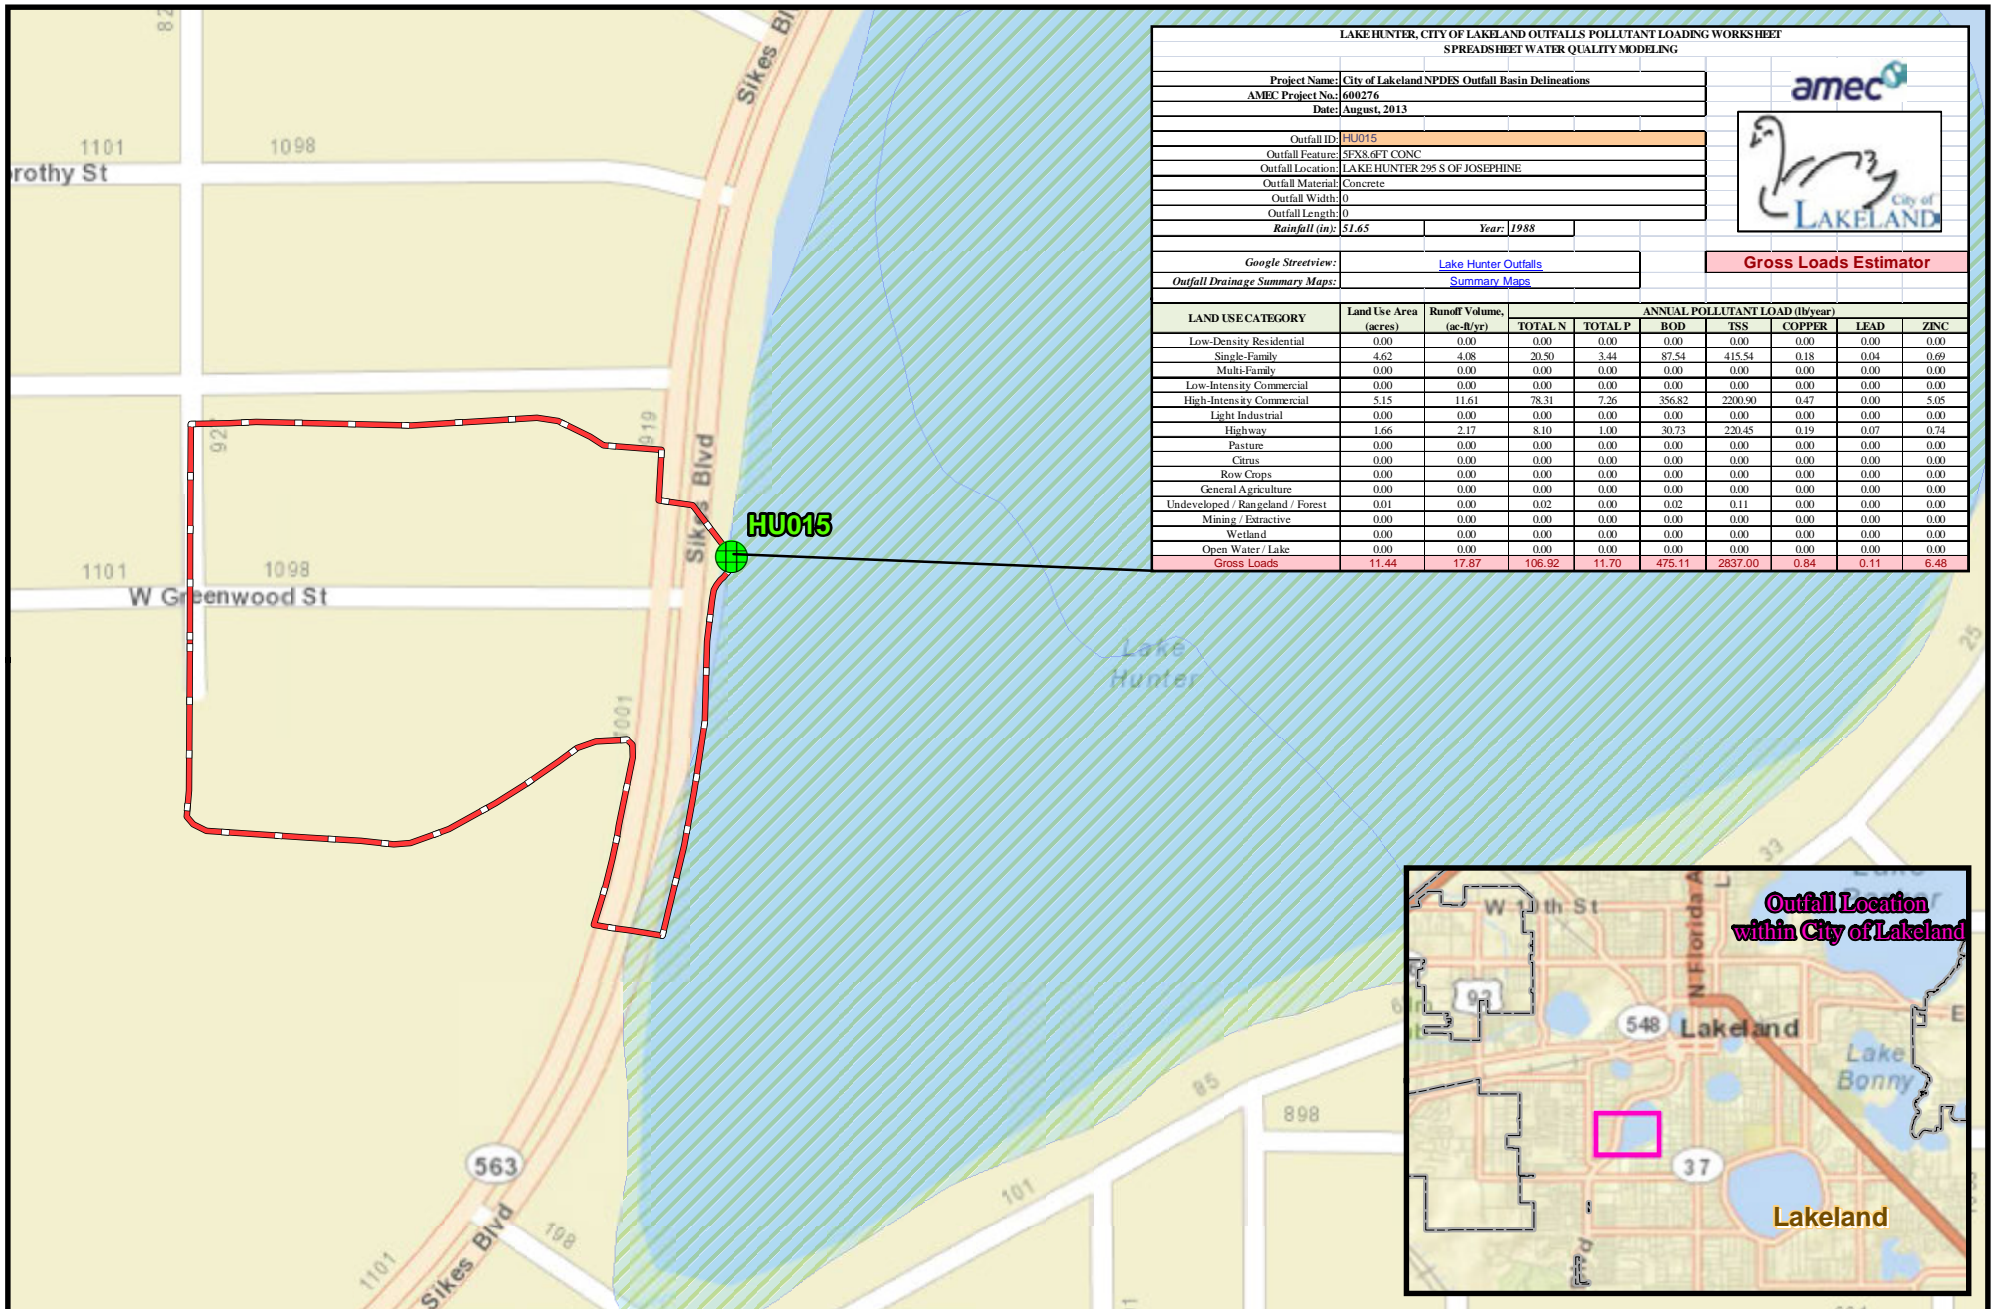 LAKE HUNTER, CITY OF LAKELAND OUTFALLS POLLUTANT LOADING WORKSHEET
SPREADSHEET WATER QUALITY MODELING
Project Name: City of Lakeland NPDES Outfall Basin Delineations
AMEC Project No.: 600276
Date: August, 2013
amec
Outfall ID: HU015
Outfall Feature: 5FX8.6FT CONC
Outfall Location: LAKE HUNTER 295 S OF JOSEPHINE
Outfall Material: Concrete
Outfall Width: 0
Outfall Length: 0
Rainfall (in): 51.65 Year: 1988
City of
LAKELAND
Google Streetview: Lake Hunter Outfalls
Gross Loads Estimator
Outfall Drainage Summary Maps: Summary Maps
LAND USE CATEGORY Land Use Area (acres) Runoff Volume, (ac-ft/yr) ANNUAL POLLUTANT LOAD (lb/year)
TOTAL N TOTAL P BOD TSS COPPER LEAD ZINC
Low-Density Residential 0.00 0.00 0.00 0.00 0.00 0.00 0.00 0.00 0.00
Single-Family 4.62 4.08 20.50 3.44 87.54 415.54 0.18 0.04 0.69
Multi-Family 0.00 0.00 0.00 0.00 0.00 0.00 0.00 0.00 0.00
Low-Intensity Commercial 0.00 0.00 0.00 0.00 0.00 0.00 0.00 0.00 0.00
High-Intensity Commercial 5.15 11.61 78.31 7.26 356.82 2200.90 0.47 0.00 5.05
Light Industrial 0.00 0.00 0.00 0.00 0.00 0.00 0.00 0.00 0.00
Highway 1.66 2.17 8.10 1.00 30.73 220.45 0.19 0.07 0.74
Pasture 0.00 0.00 0.00 0.00 0.00 0.00 0.00 0.00 0.00
Citrus 0.00 0.00 0.00 0.00 0.00 0.00 0.00 0.00 0.00
Row Crops 0.00 0.00 0.00 0.00 0.00 0.00 0.00 0.00 0.00
General Agriculture 0.00 0.00 0.00 0.00 0.00 0.00 0.00 0.00 0.00
Undeveloped / Rangeland / Forest 0.01 0.00 0.02 0.00 0.02 0.11 0.00 0.00 0.00
Mining / Extractive 0.00 0.00 0.00 0.00 0.00 0.00 0.00 0.00 0.00
Wetland 0.00 0.00 0.00 0.00 0.00 0.00 0.00 0.00 0.00
Open Water / Lake 0.00 0.00 0.00 0.00 0.00 0.00 0.00 0.00 0.00
Gross Loads 11.44 17.87 106.92 11.70 475.11 2837.00 0.84 0.11 6.48
Sikes Bl
1101
1098
rothy St
919
Sikes Blvd
HU015
1101
1098
W Greenwood St
Lake
Hunter
25
1001
33
85
898
101
563
198
1101
Sikes Blvd
Outfall Location
within City of Lakeland
N Florida A
92
548
Lakeland
Lake
Bonny
37
Lakeland